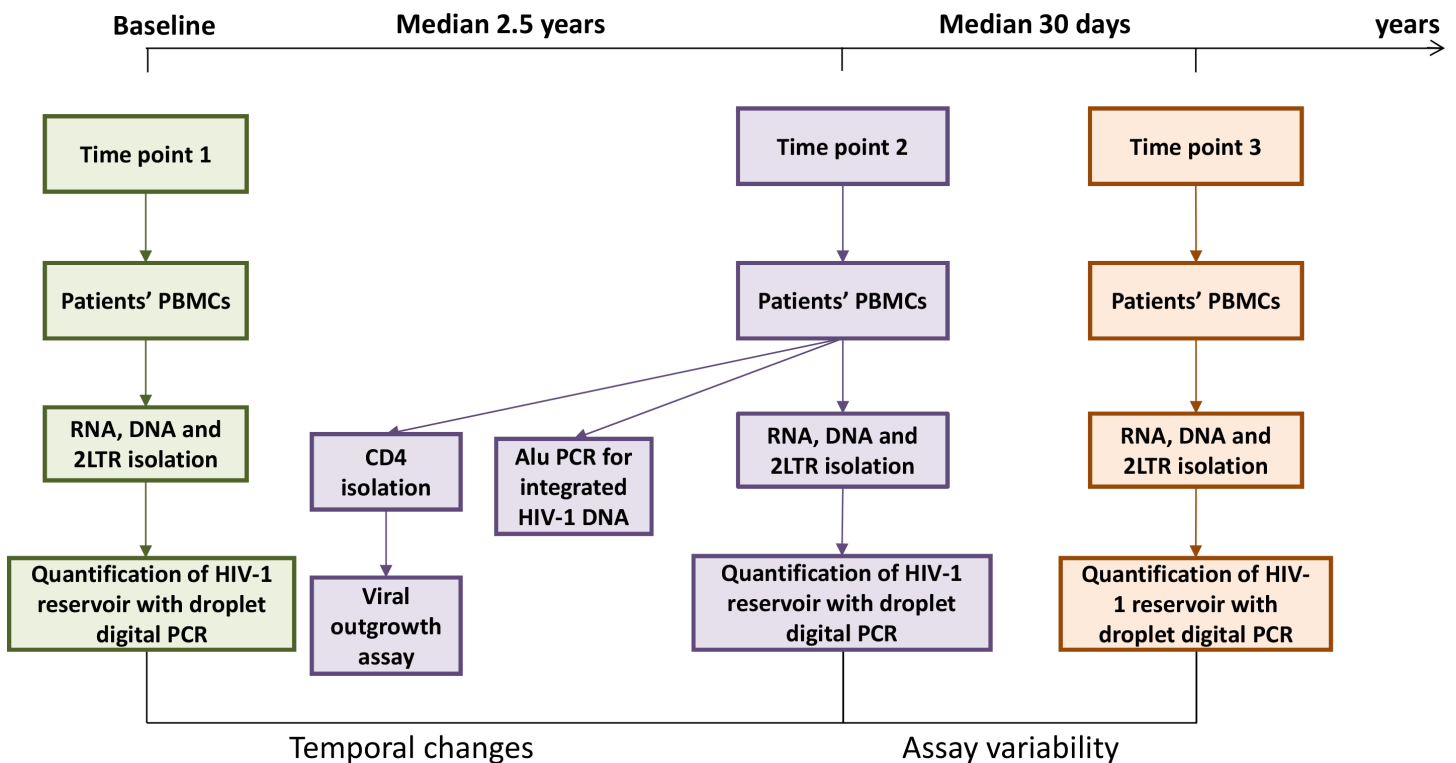 Baseline
Median 2.5 years
Median 30 days
years
Time point 1
Time point 2
Time point 3
Patients’ PBMCs
Patients’ PBMCs
Patients’ PBMCs
RNA, DNA and
2LTR isolation
CD4
isolation
Alu PCR for
integrated
HIV-1 DNA
RNA, DNA and
2LTR isolation
RNA, DNA and
2LTR isolation
Quantification of HIV-1
reservoir with droplet
digital PCR
Viral
outgrowth
assay
Quantification of HIV-1
reservoir with droplet
digital PCR
Quantification of HIV-
1 reservoir with
droplet digital PCR
Temporal changes
Assay variability